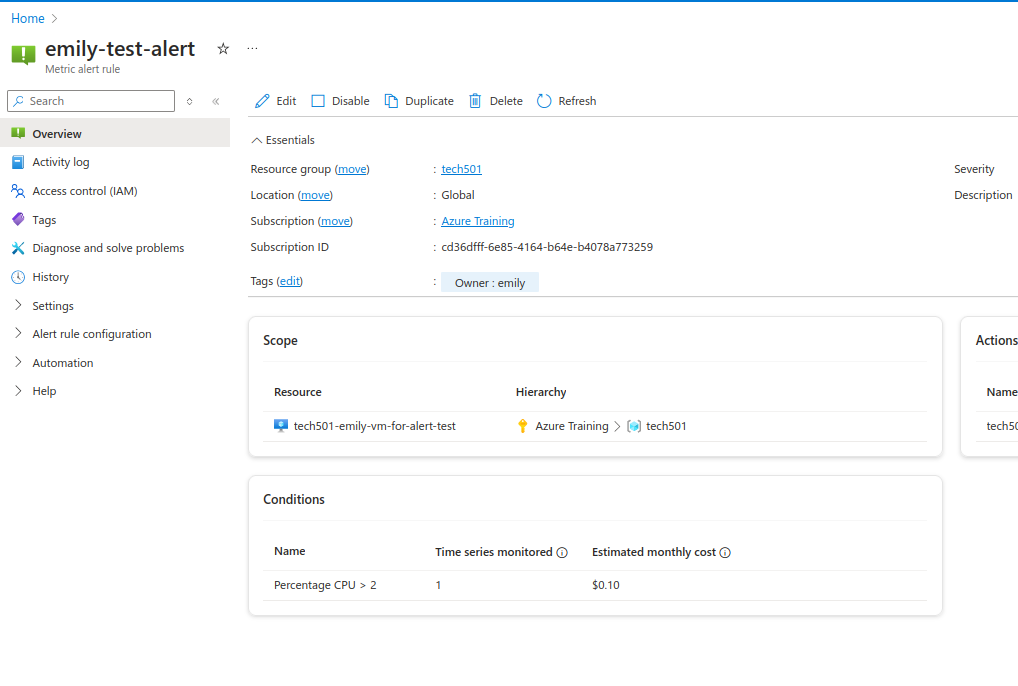 Home
emily-test-alert
Metric alert rule
Search
Edit Disable Duplicate Delete Refresh
Overview
Activity log
Access control (IAM)
Tags
Diagnose and solve problems
History
Settings
Alert rule configuration
Automation
Help
Essentials
Resource group (move) : tech501
Severity
Location (move) : Global
Description
Subscription (move) : Azure Training
Subscription ID : cd36dfff-6e85-4164-b64e-b4078a773259
Tags (edit) : Owner : emily
Scope
Resource Hierarchy
tech501-emily-vm-for-alert-test Azure Training > tech501
Actions
Name
tech50
Conditions
Name Time series monitored Estimated monthly cost
Percentage CPU > 2 1 $0.10